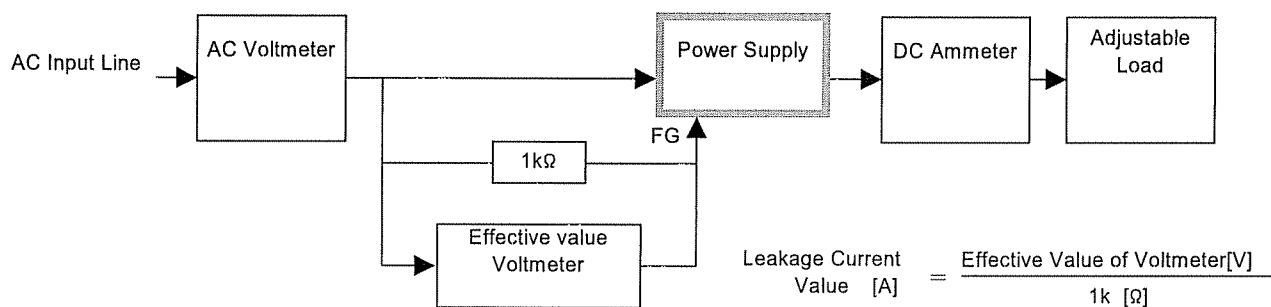 AC Input Line
AC Voltmeter
Power Supply
DC Ammeter
Adjustable
Load
FG
1kΩ
Effective value
Voltmeter
Leakage Current
Value [A]
= Effective Value of Voltmeter[V]
1k [Ω]